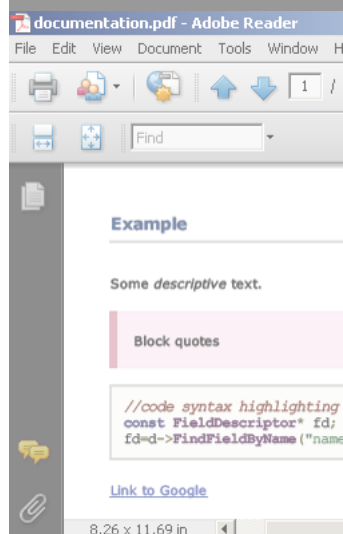 documentation.pdf - Adobe Reader
File Edit View Document Tools Window H
1 /
Find
Example
Some descriptive text.
Block quotes
//code syntax highlighting
const FieldDescriptor* fd;
fd=d->FindFieldByName("name
Link to Google
8.26 x 11.69 in